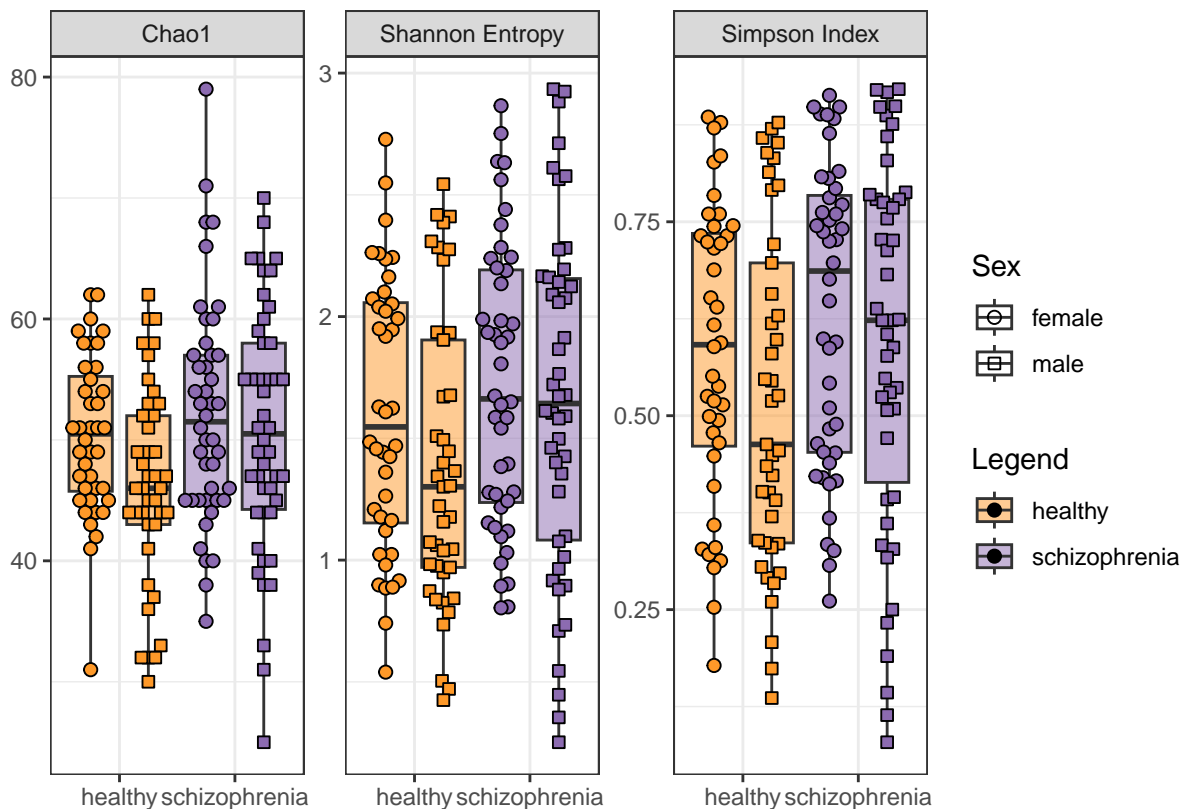 Chao1
Shannon Entropy
Simpson Index
80
60
40
3
2
1
0.75
0.50
0.25
healthy schizophrenia
healthy schizophrenia
healthy schizophrenia
Sex
female
male
Legend
healthy
schizophrenia